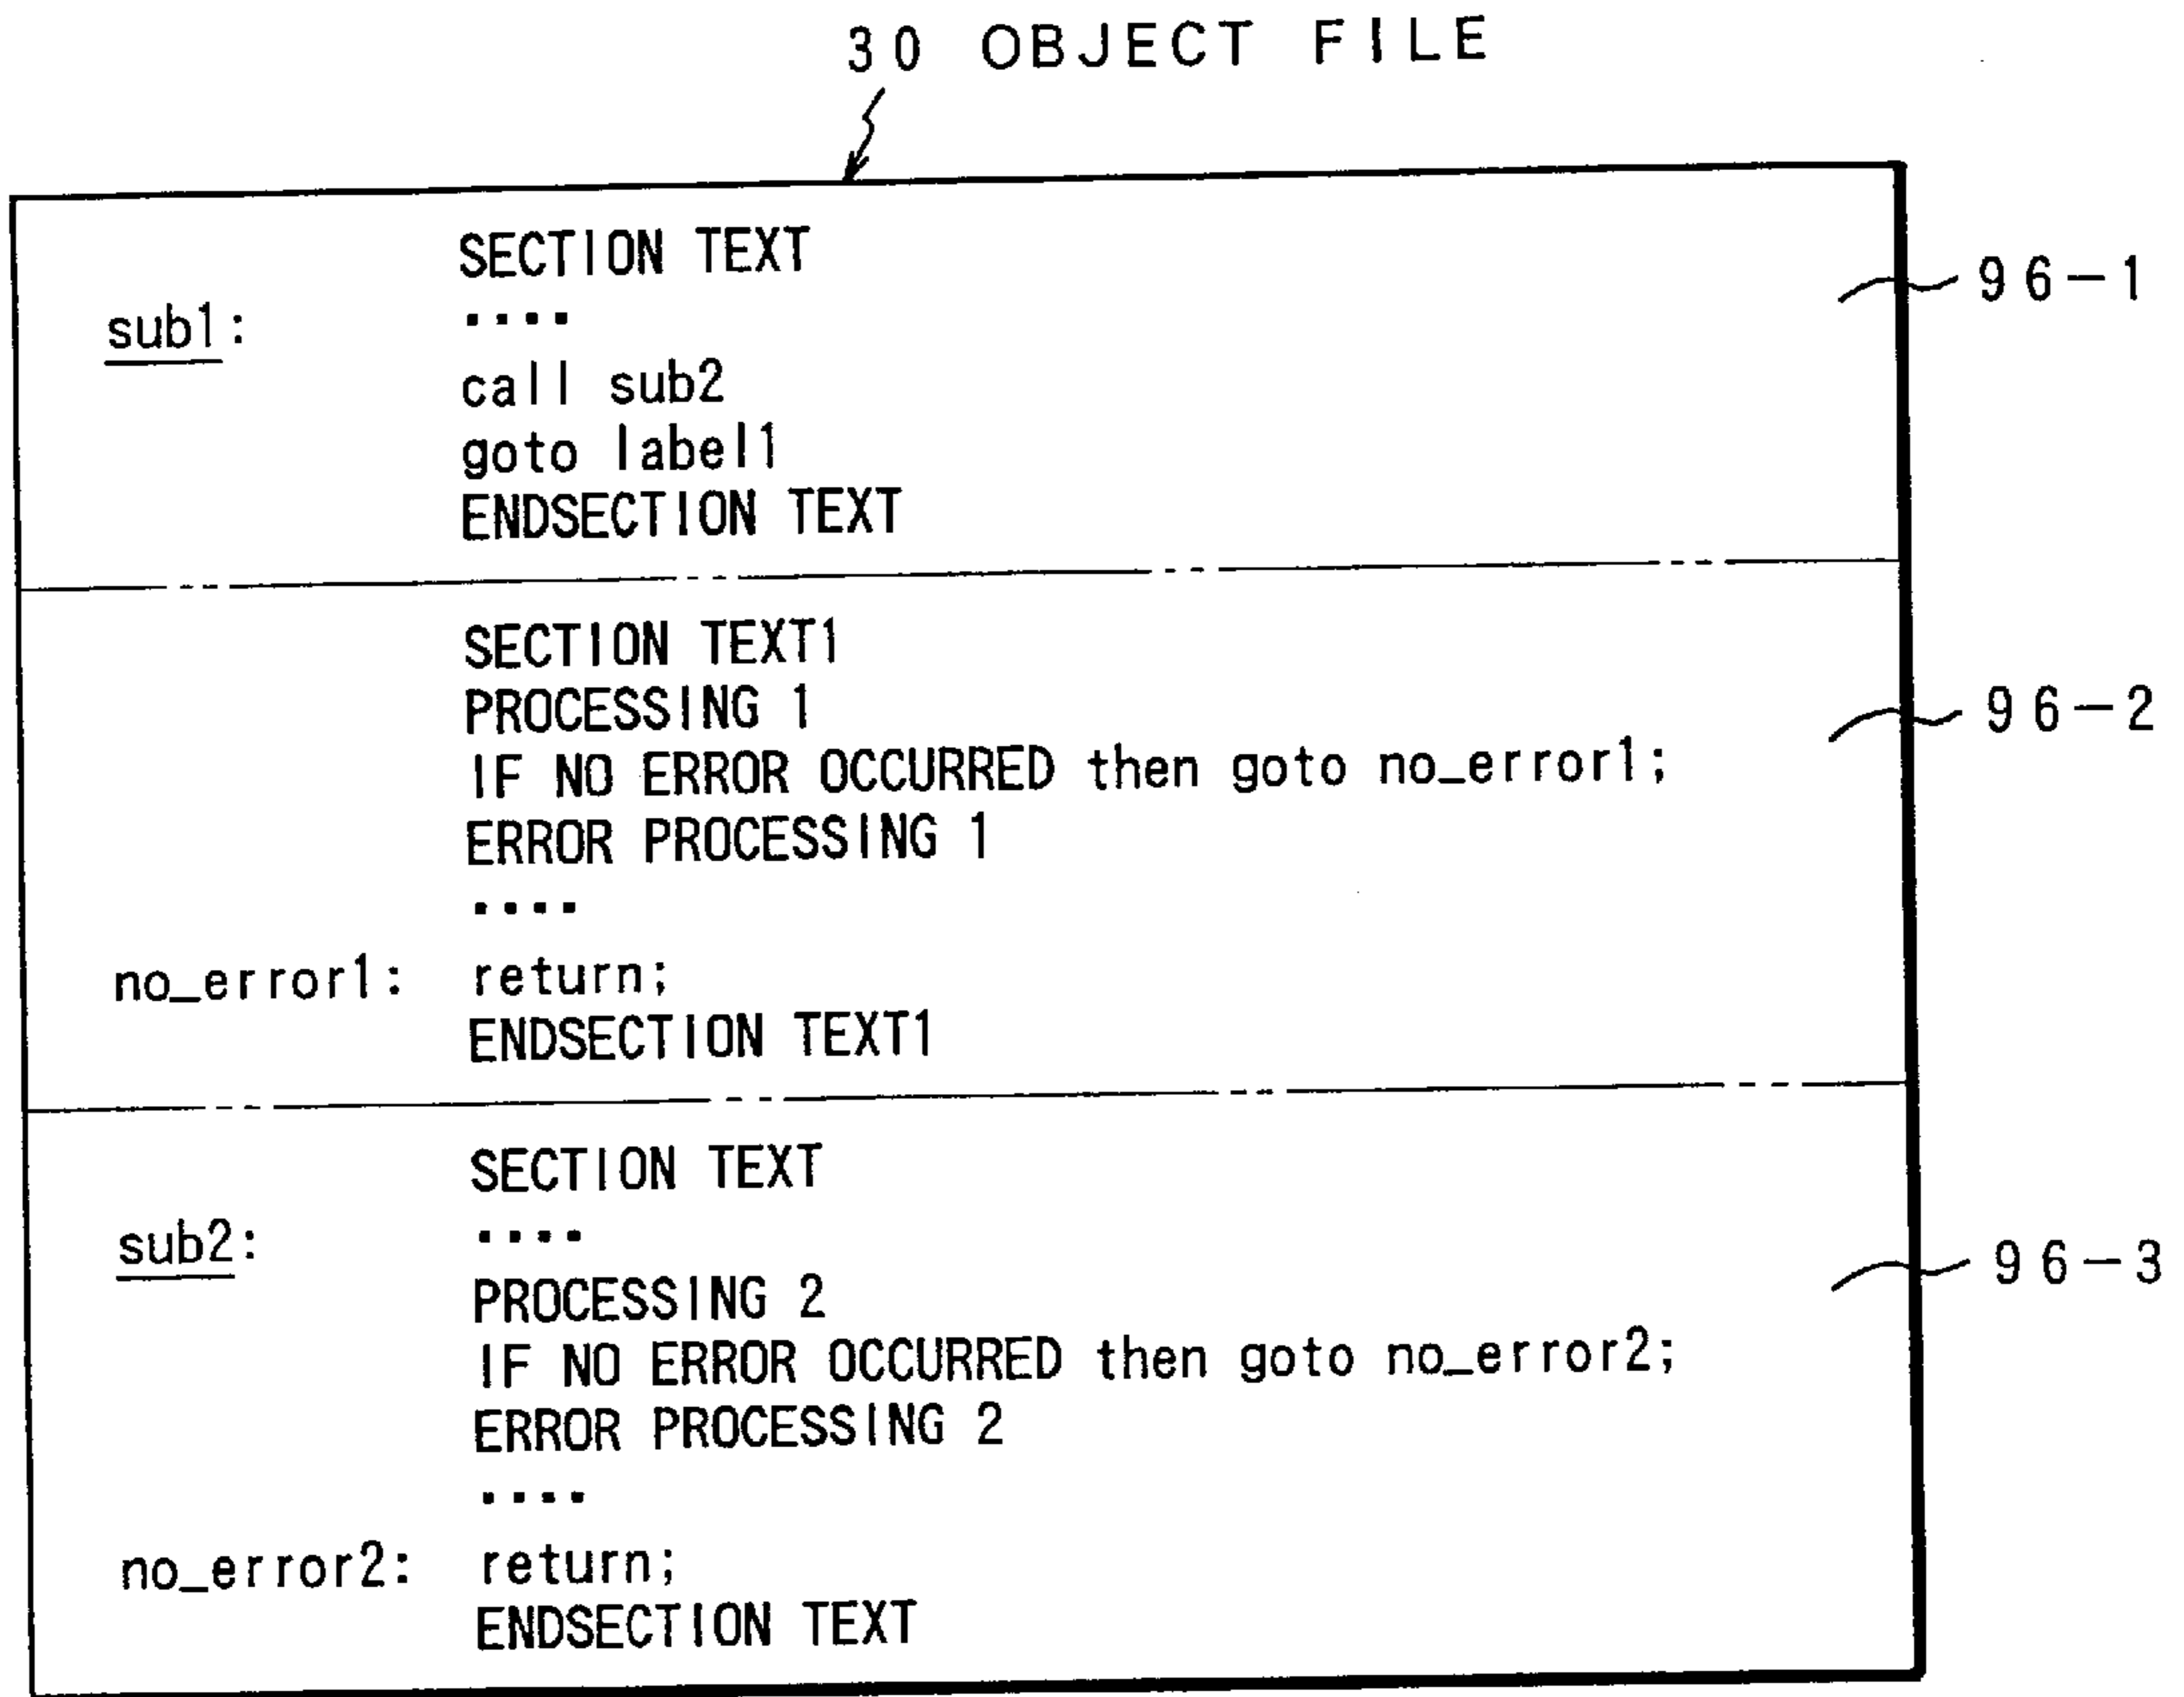 30 OBJECT FILE
SECTION TEXT
96-1
sub1: ....
call sub2
goto label1
ENDSECTION TEXT
SECTION TEXT1
PROCESSING 1
96-2
IF NO ERROR OCCURRED then goto no_error1;
ERROR PROCESSING 1
....
no_error1: return;
ENDSECTION TEXT1
SECTION TEXT
sub2: ....
96-3
PROCESSING 2
IF NO ERROR OCCURRED then goto no_error2;
ERROR PROCESSING 2
....
no_error2: return;
ENDSECTION TEXT